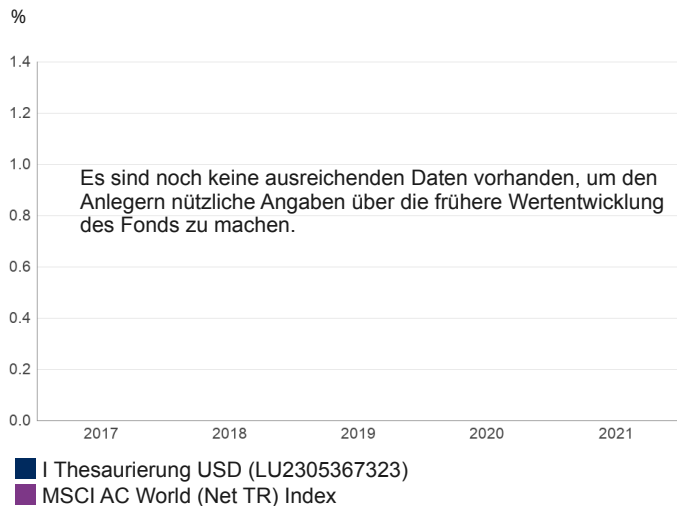 %
1.4
1.2
1.0
Es sind noch keine ausreichenden Daten vorhanden, um den
Anlegern nützliche Angaben über die frühere Wertentwicklung
des Fonds zu machen.
0.8
0.6
0.4
0.2
0.0
2017 2018 2019 2020 2021
I Thesaurierung USD (LU2305367323)
MSCI AC World (Net TR) Index